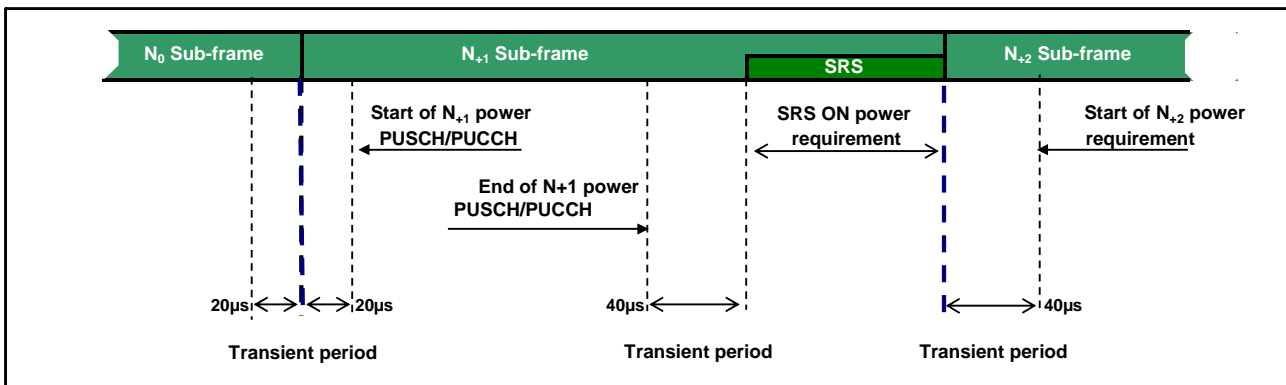 N₀ Sub-frame
N₊₁ Sub-frame
N₊₂ Sub-frame
SRS
Start of N₊₁ power
PUSCH/PUCCH
SRS ON power
requirement
Start of N₊₂ power
requirement
End of N+1 power
PUSCH/PUCCH
20µs
20µs
40µs
40µs
Transient period
Transient period
Transient period